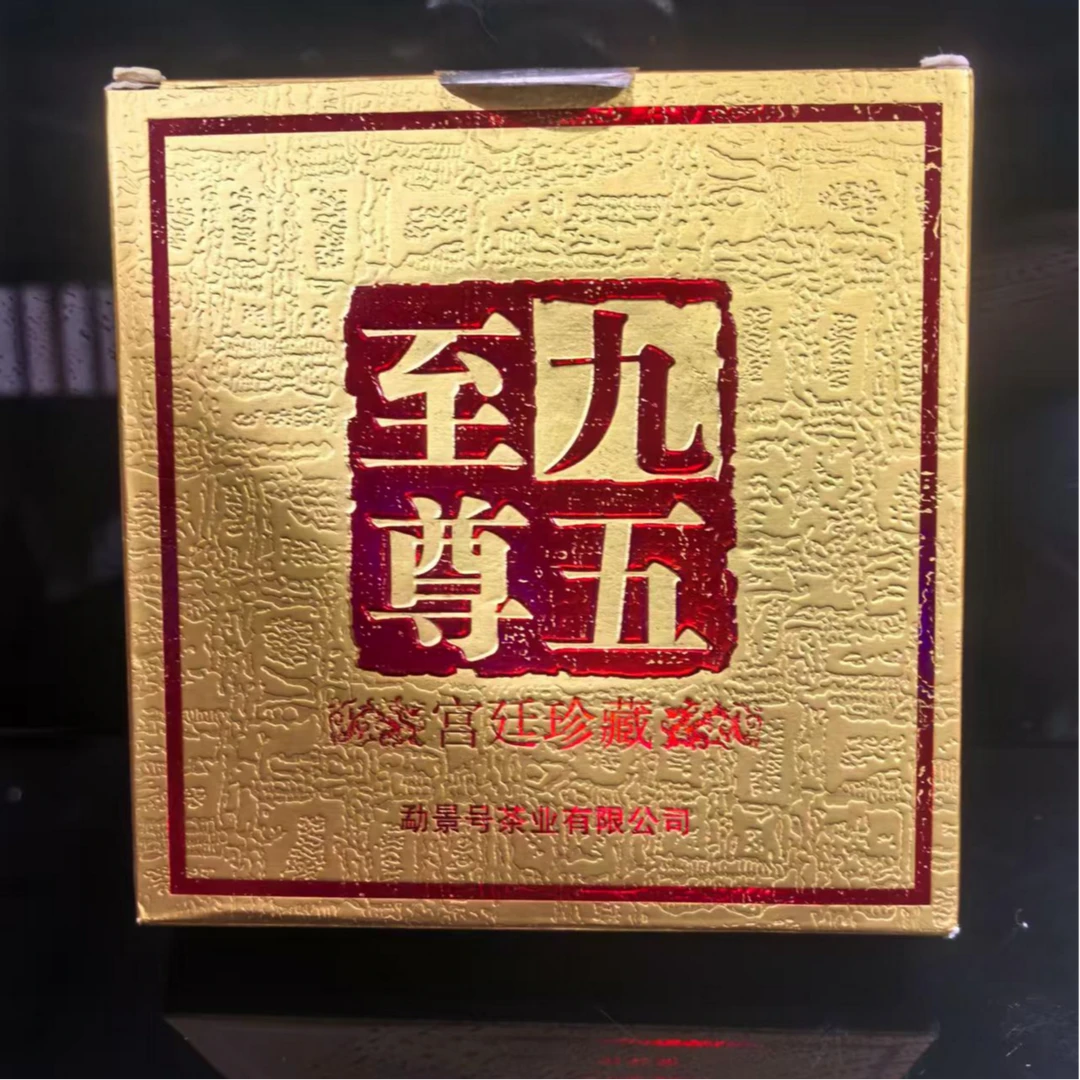 九五
至尊
宫廷珍藏
勐景号茶业有限公司